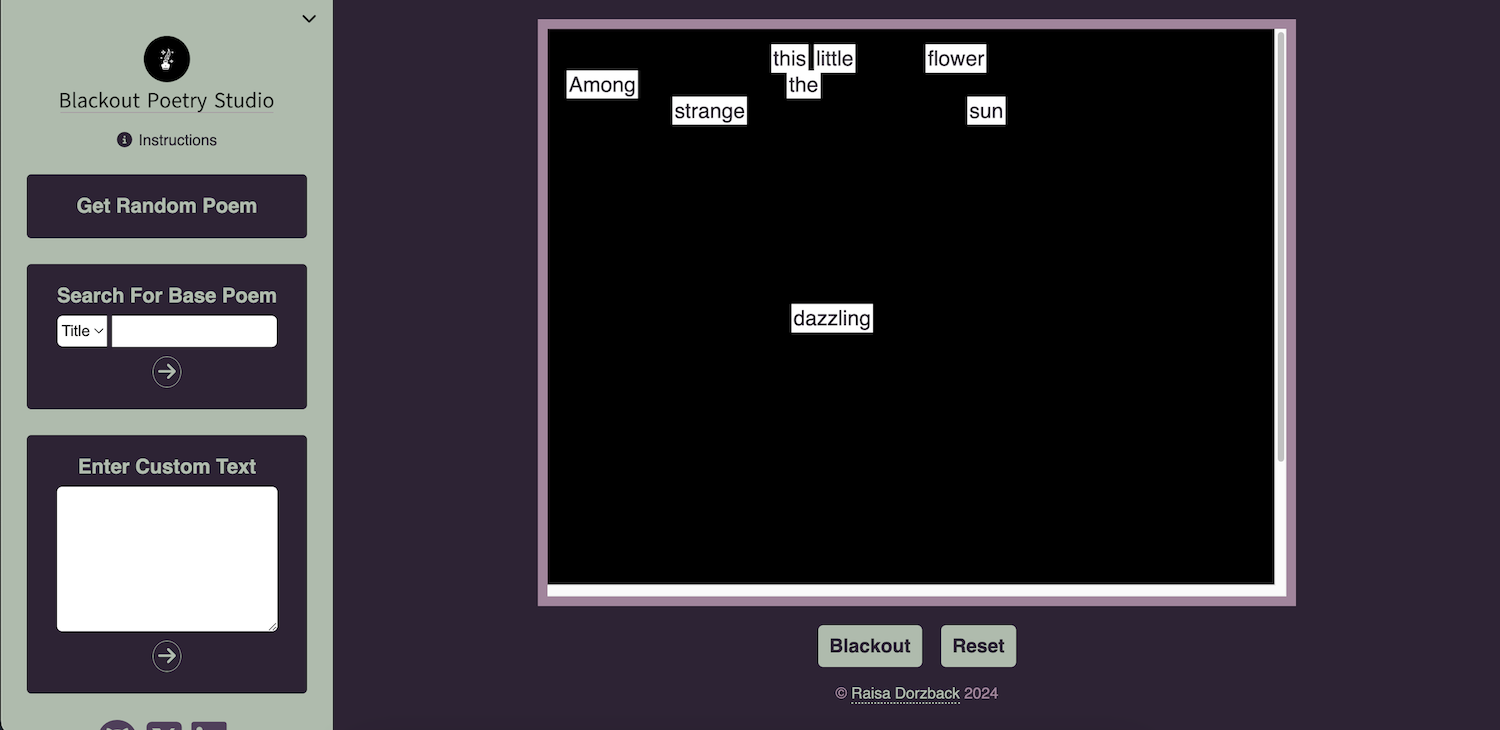 Blackout Poetry Studio
Instructions
Get Random Poem
Search For Base Poem
Title
Enter Custom Text
this little flower
Among the
strange sun
dazzling
Blackout Reset
© Raisa Dorzback 2024